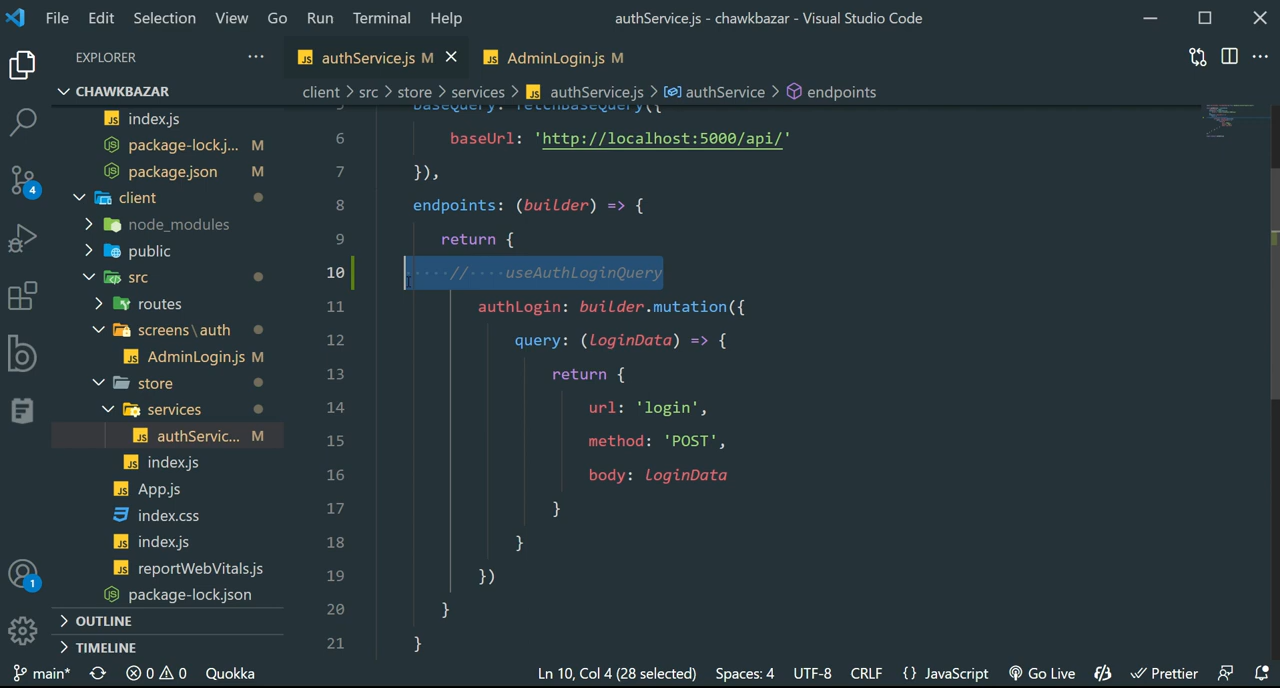 File Edit Selection View Go Run Terminal Help
authService.js - chawkbazar - Visual Studio Code
EXPLORER
authService.js M
AdminLogin.js M
CHAWKBAZAR
client > src > store > services > authService.js > authService > endpoints
index.js
package-lock.j... M
package.json M
client
node_modules
public
src
routes
screens\auth
AdminLogin.js M
store
services
authServic... M
index.js
App.js
index.css
index.js
reportWebVitals.js
package-lock.json
OUTLINE
TIMELINE
4
1
5 baseQuery: fetchBaseQuery({
6 baseUrl: 'http://localhost:5000/api/'
7 }),
8 endpoints: (builder) => {
9 return {
10 ····//····useAuthLoginQuery
11 authLogin: builder.mutation({
12 query: (loginData) => {
13 return {
14 url: 'login',
15 method: 'POST',
16 body: loginData
17 }
18 }
19 })
20 }
21 }
main* 0 0 Quokka
Ln 10, Col 4 (28 selected) Spaces: 4 UTF-8 CRLF {} JavaScript Go Live Prettier